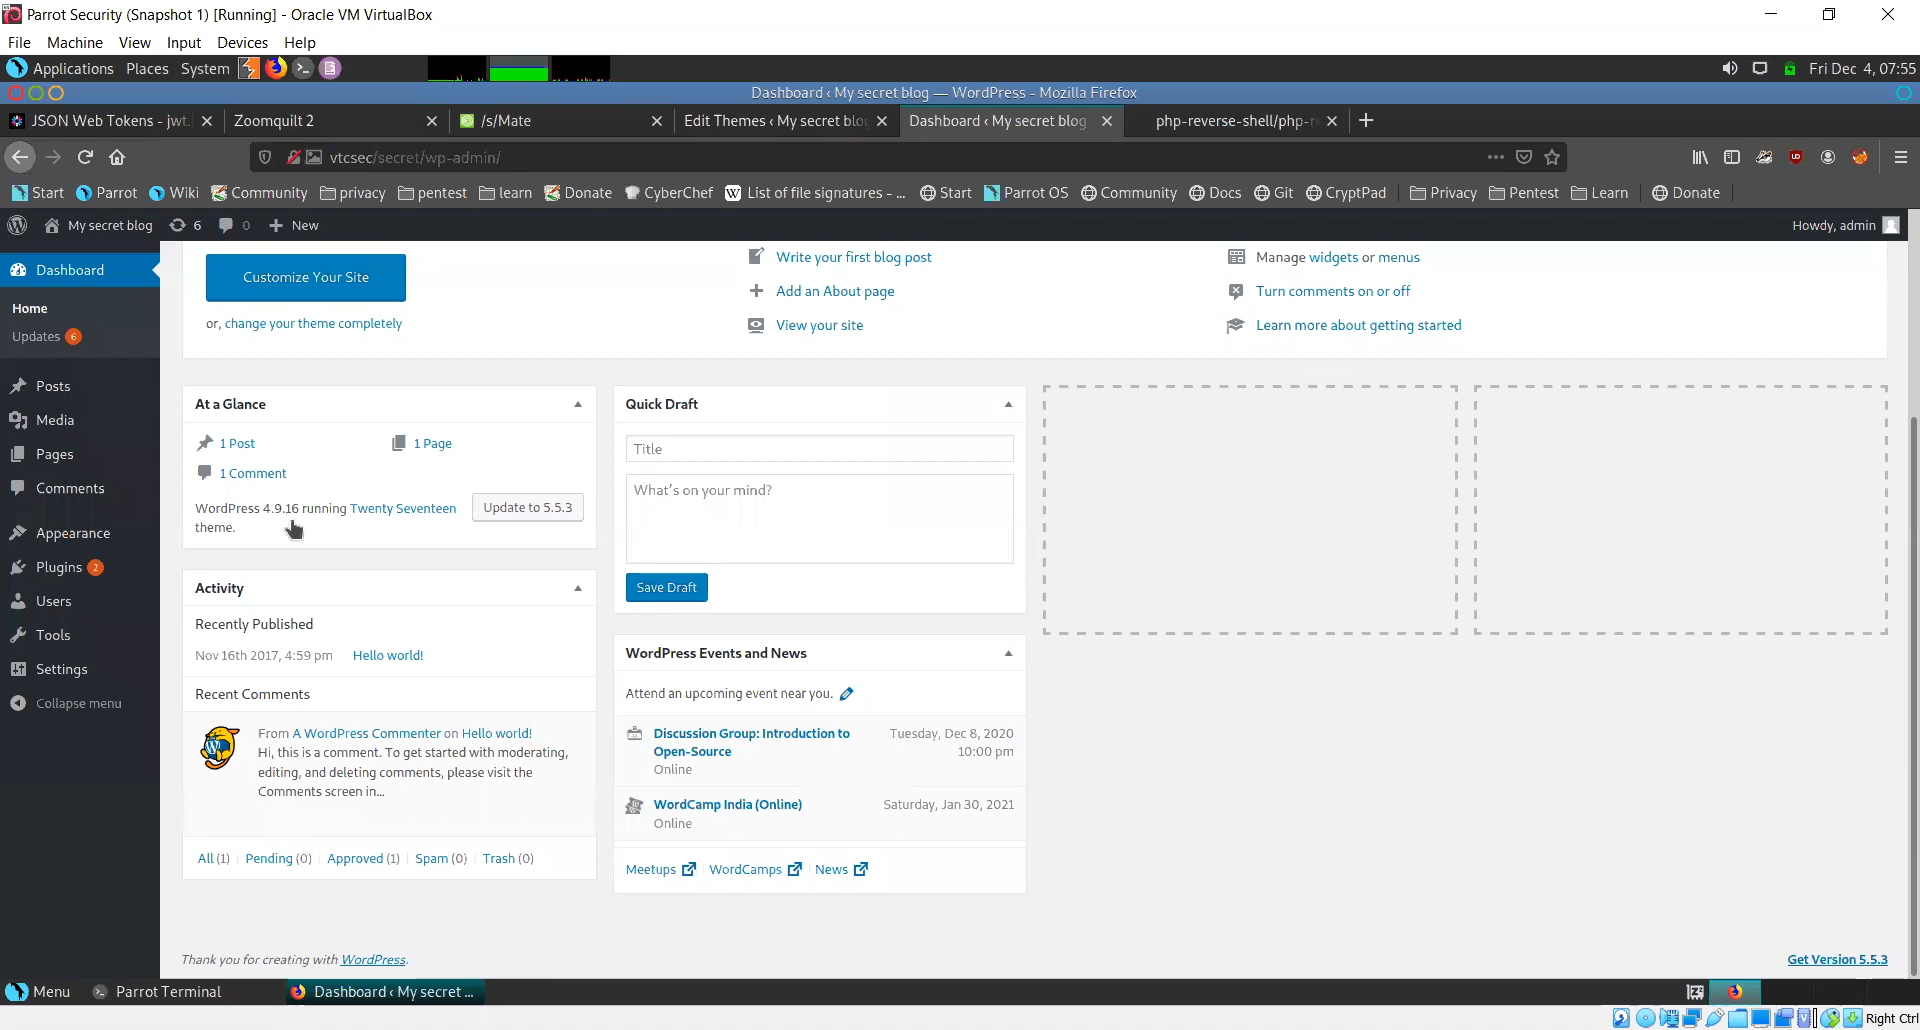 Parrot Security (Snapshot 1) [Running] - Oracle VM VirtualBox
File Machine View Input Devices Help
Applications Places System Fri Dec 4, 07:55
Dashboard ‹ My secret blog — WordPress - Mozilla Firefox
JSON Web Tokens - jwt. Zoomquilt 2 /s/Mate Edit Themes ‹ My secret blo Dashboard ‹ My secret blog php-reverse-shell/php-r
vtcsec/secret/wp-admin/
Start Parrot Wiki Community privacy pentest learn Donate CyberChef List of file signatures - ... Start Parrot OS Community Docs Git CryptPad Privacy Pentest Learn Donate
My secret blog 6 0 New Howdy, admin
Dashboard
Home
Updates 6
Posts
Media
Pages
Comments
Appearance
Plugins 2
Users
Tools
Settings
Collapse menu
Customize Your Site
or, change your theme completely
Write your first blog post
Add an About page
View your site
Manage widgets or menus
Turn comments on or off
Learn more about getting started
At a Glance
1 Post 1 Page
1 Comment
WordPress 4.9.16 running Twenty Seventeen
theme.
Update to 5.5.3
Activity
Recently Published
Nov 16th 2017, 4:59 pm Hello world!
Recent Comments
From A WordPress Commenter on Hello world!
Hi, this is a comment. To get started with moderating,
editing, and deleting comments, please visit the
Comments screen in...
All (1) Pending (0) Approved (1) Spam (0) Trash (0)
Quick Draft
Title
What's on your mind?
Save Draft
WordPress Events and News
Attend an upcoming event near you.
Discussion Group: Introduction to
Open-Source
Online
Tuesday, Dec 8, 2020
10:00 pm
WordCamp India (Online) Saturday, Jan 30, 2021
Online
Meetups WordCamps News
Thank you for creating with WordPress. Get Version 5.5.3
Menu Parrot Terminal Dashboard ‹ My secret ...
Right Ctrl